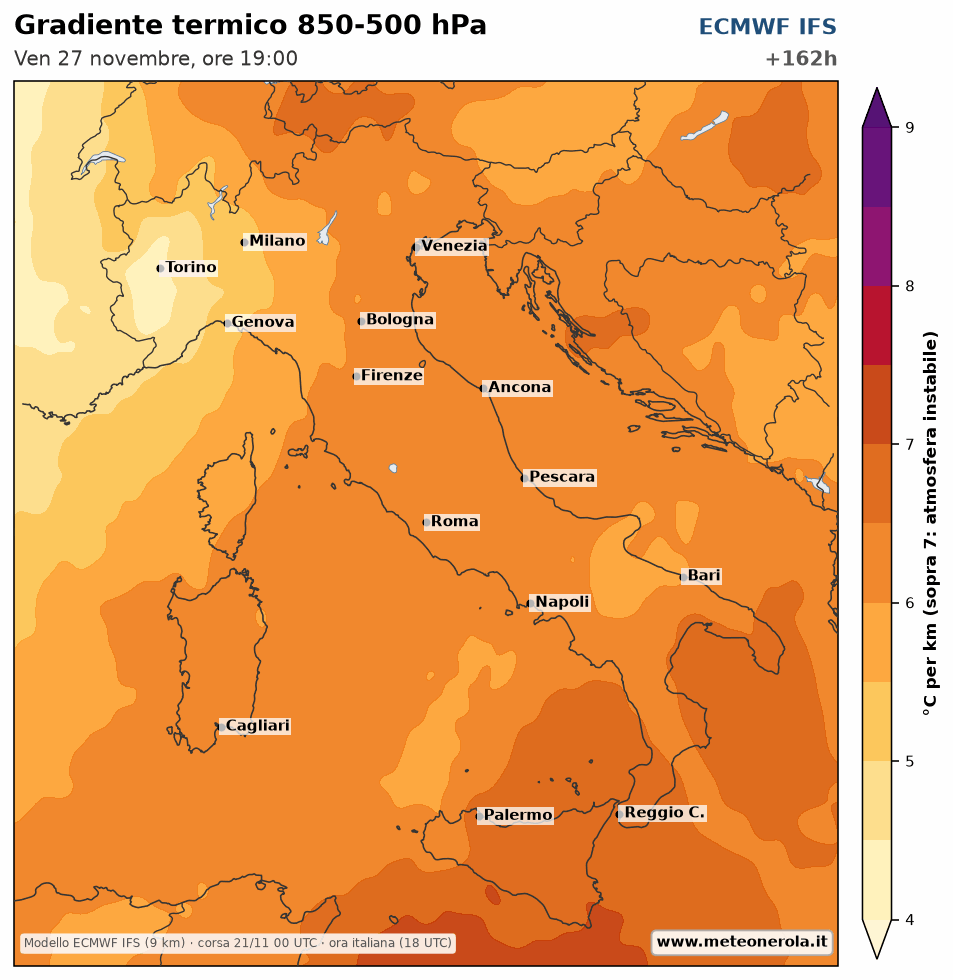 Gradiente termico 850-500 hPa
ECMWF IFS
Ven 27 novembre, ore 19:00
+162h
Milano
Venezia
Torino
Genova
Bologna
Firenze
Ancona
Pescara
Roma
Bari
Napoli
Cagliari
Palermo
Reggio C.
9
8
7
6
5
4
°C per km (sopra 7: atmosfera instabile)
Modello ECMWF IFS (9 km) · corsa 21/11 00 UTC · ora italiana (18 UTC)
www.meteonerola.it